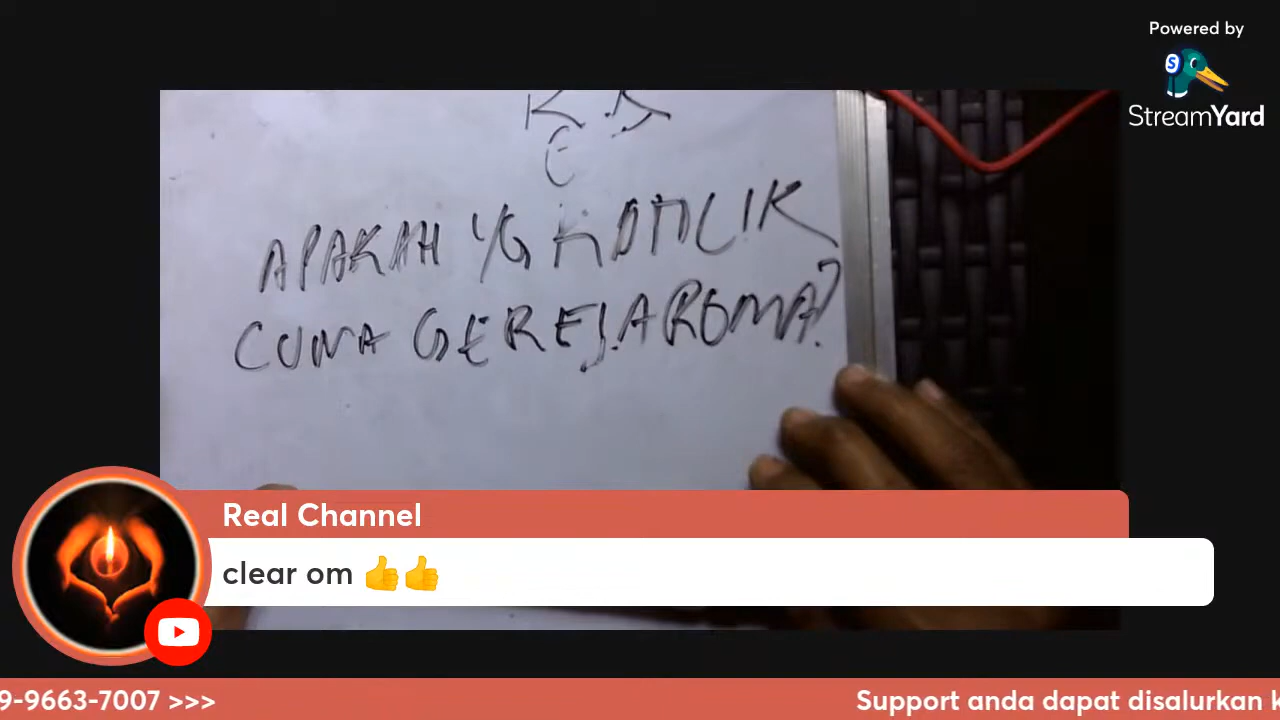 Powered by
StreamYard
APAKAH YG KATOLIK
CUMA GEREJA ROMA?
Real Channel
clear om 👍👍
9-9663-7007 >>>
Support anda dapat disalurkan k